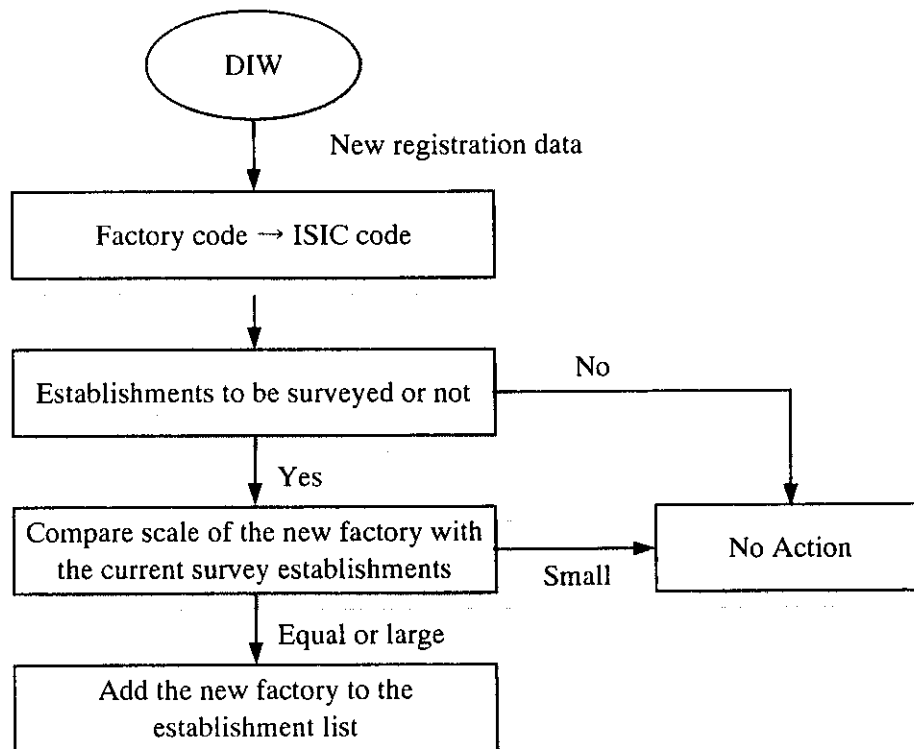 DIW
New registration data
Factory code → ISIC code
Establishments to be surveyed or not
No
Yes
Compare scale of the new factory with
the current survey establishments
Small
No Action
Equal or large
Add the new factory to the
establishment list